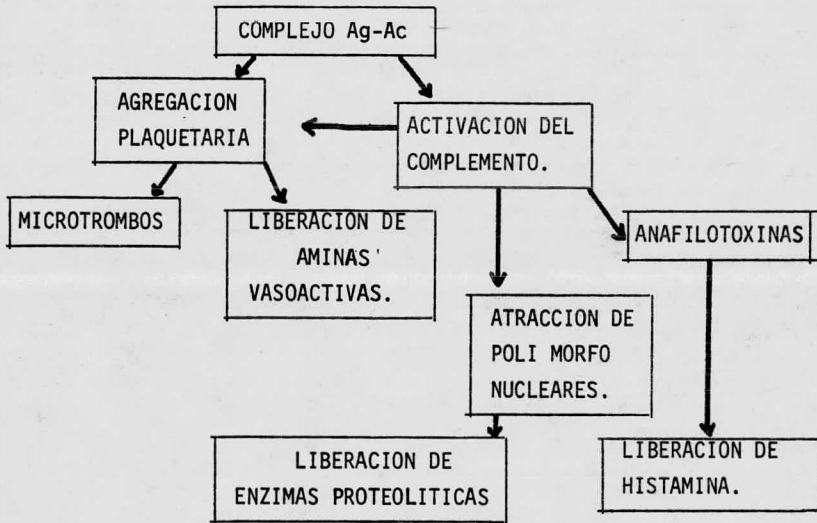 COMPLEJO Ag-Ac
AGREGACION
PLAQUETARIA
ACTIVACION DEL
COMPLEMENTO.
MICROTROMBOS
LIBERACION DE
AMINAS
VASOACTIVAS.
ANAFILOTOXINAS
ATRACCION DE
POLI MORFO
NUCLEARES.
LIBERACION DE
ENZIMAS PROTEOLITICAS
LIBERACION DE
HISTAMINA.